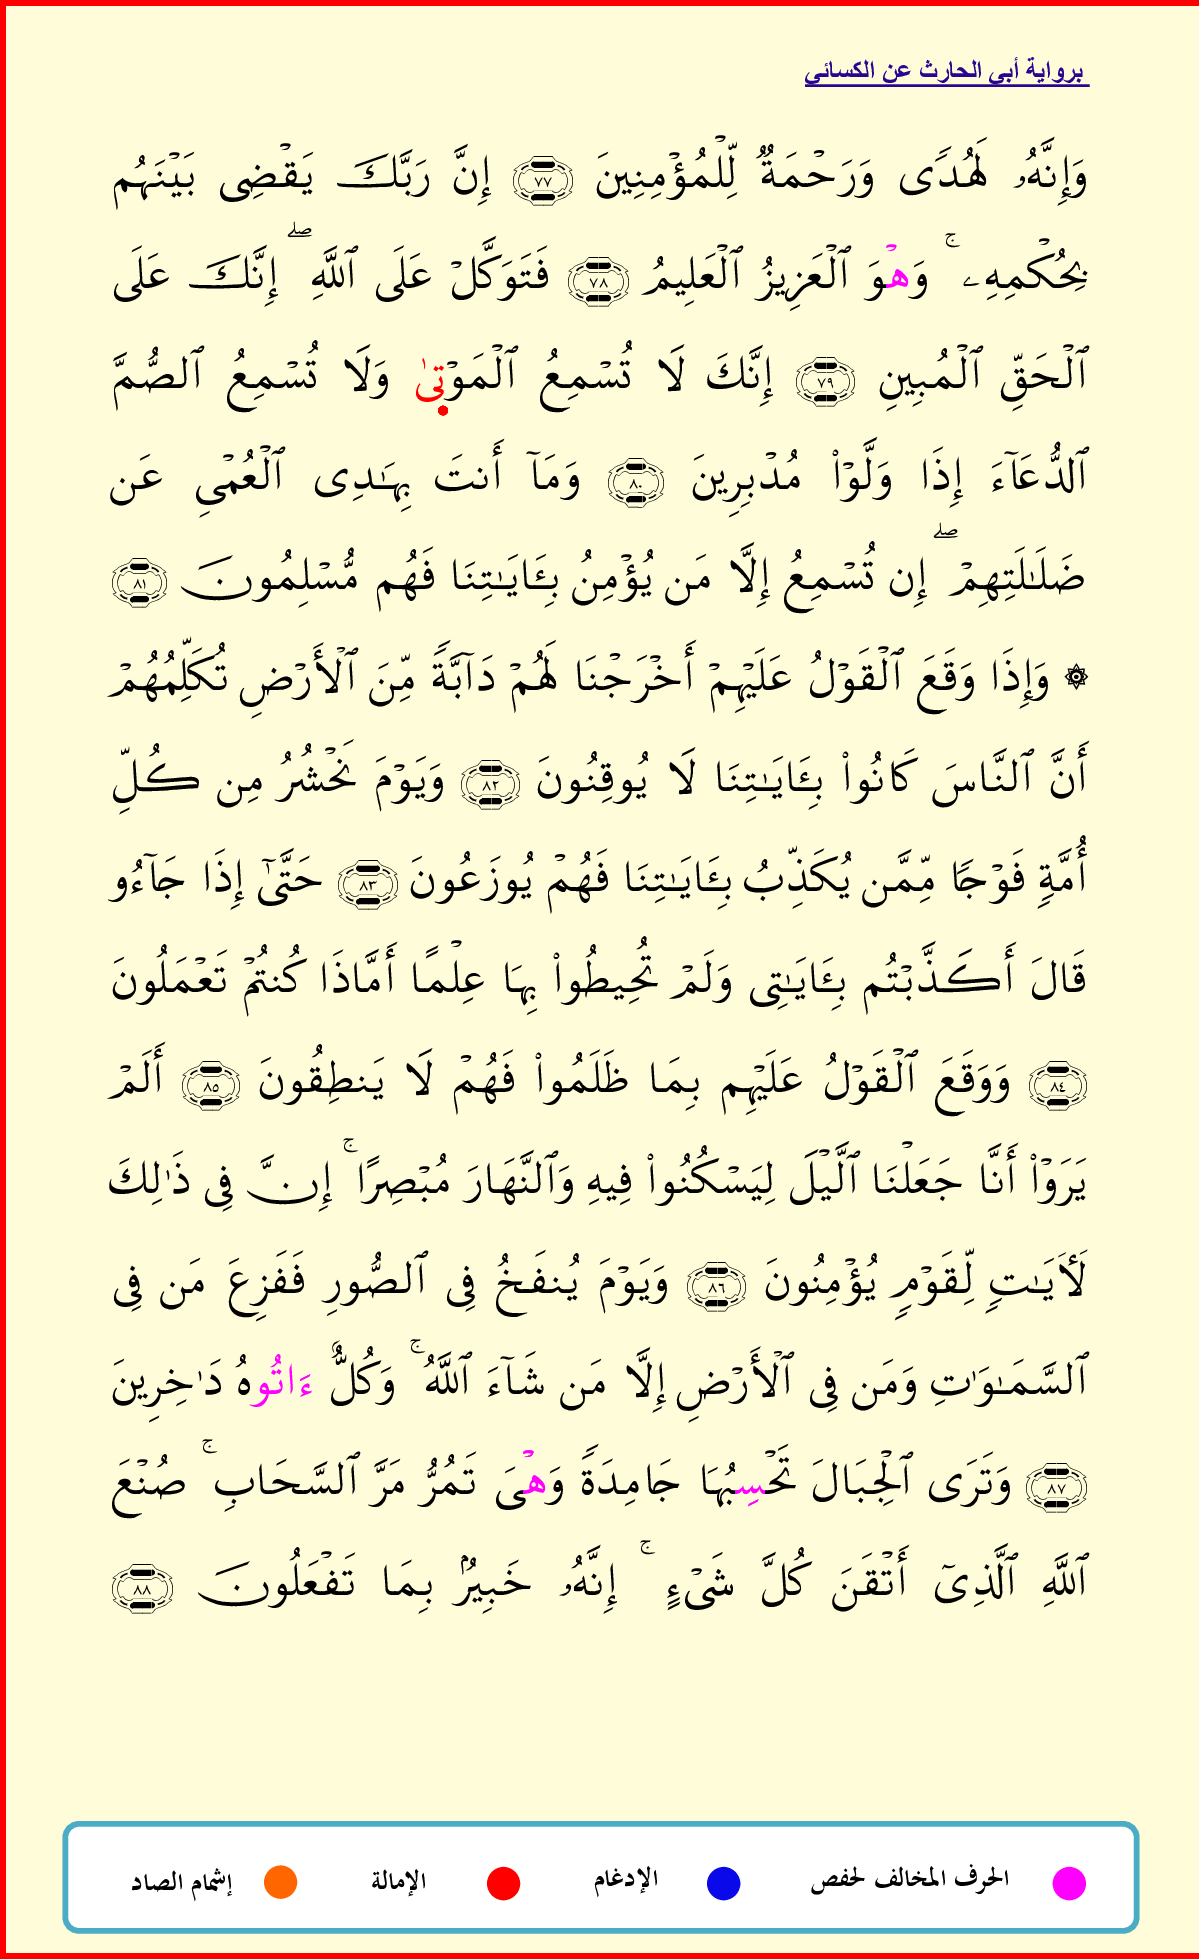 برواية أبي الحارث عن الكسائي
وَإِنَّهُۥ لَهُدًى وَرَحْمَةٌ لِّلْمُؤْمِنِينَ ٧٧ إِنَّ رَبَّكَ يَقْضِى بَيْنَهُم
بِحُكْمِهِۦ ۚ وَهْوَ ٱلْعَزِيزُ ٱلْعَلِيمُ ٧٨ فَتَوَكَّلْ عَلَى ٱللَّهِ ۖ إِنَّكَ عَلَى
ٱلْحَقِّ ٱلْمُبِينِ ٧٩ إِنَّكَ لَا تُسْمِعُ ٱلْمَوْتىٰ وَلَا تُسْمِعُ ٱلصُّمَّ
ٱلدُّعَآءَ إِذَا وَلَّوْا۟ مُدْبِرِينَ ٨٠ وَمَآ أَنتَ بِهَـٰدِى ٱلْعُمْىِ عَن
ضَلَـٰلَتِهِمْ ۖ إِن تُسْمِعُ إِلَّا مَن يُؤْمِنُ بِـَٔايَـٰتِنَا فَهُم مُّسْلِمُونَ ٨١
۞ وَإِذَا وَقَعَ ٱلْقَوْلُ عَلَيْهِمْ أَخْرَجْنَا لَهُمْ دَآبَّةً مِّنَ ٱلْأَرْضِ تُكَلِّمُهُمْ
أَنَّ ٱلنَّاسَ كَانُوا۟ بِـَٔايَـٰتِنَا لَا يُوقِنُونَ ٨٢ وَيَوْمَ نَحْشُرُ مِن كُلِّ
أُمَّةٍ فَوْجًا مِّمَّن يُكَذِّبُ بِـَٔايَـٰتِنَا فَهُمْ يُوزَعُونَ ٨٣ حَتَّىٰٓ إِذَا جَآءُو
قَالَ أَكَذَّبْتُم بِـَٔايَـٰتِى وَلَمْ تُحِيطُوا۟ بِهَا عِلْمًا أَمَّاذَا كُنتُمْ تَعْمَلُونَ
٨٤ وَوَقَعَ ٱلْقَوْلُ عَلَيْهِم بِمَا ظَلَمُوا۟ فَهُمْ لَا يَنطِقُونَ ٨٥ أَلَمْ
يَرَوْا۟ أَنَّا جَعَلْنَا ٱلَّيْلَ لِيَسْكُنُوا۟ فِيهِ وَٱلنَّهَارَ مُبْصِرًا ۚ إِنَّ فِى ذَٰلِكَ
لَـَٔايَـٰتٍ لِّقَوْمٍ يُؤْمِنُونَ ٨٦ وَيَوْمَ يُنفَخُ فِى ٱلصُّورِ فَفَزِعَ مَن فِى
ٱلسَّمَـٰوَٰتِ وَمَن فِى ٱلْأَرْضِ إِلَّا مَن شَآءَ ٱللَّهُ ۚ وَكُلٌّ ءَاتُوهُ دَٰخِرِينَ
٨٧ وَتَرَى ٱلْجِبَالَ تَحْسِبُهَا جَامِدَةً وَهْىَ تَمُرُّ مَرَّ ٱلسَّحَابِ ۚ صُنْعَ
ٱللَّهِ ٱلَّذِىٓ أَتْقَنَ كُلَّ شَىْءٍ ۚ إِنَّهُۥ خَبِيرٌۢ بِمَا تَفْعَلُونَ ٨٨
الحرف المخالف لحفص الإدغام الإمالة إشمام الصاد